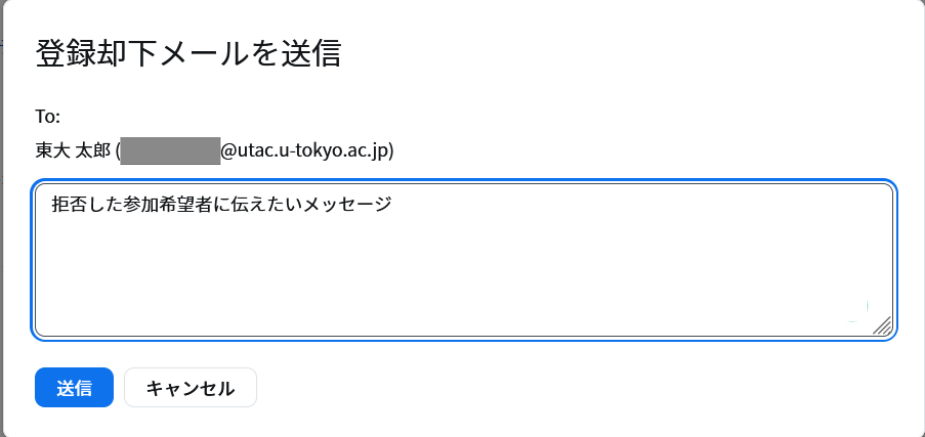 登録却下メールを送信
To:
東大 太郎 (@utac.u-tokyo.ac.jp)
拒否した参加希望者に伝えたいメッセージ
送信
キャンセル